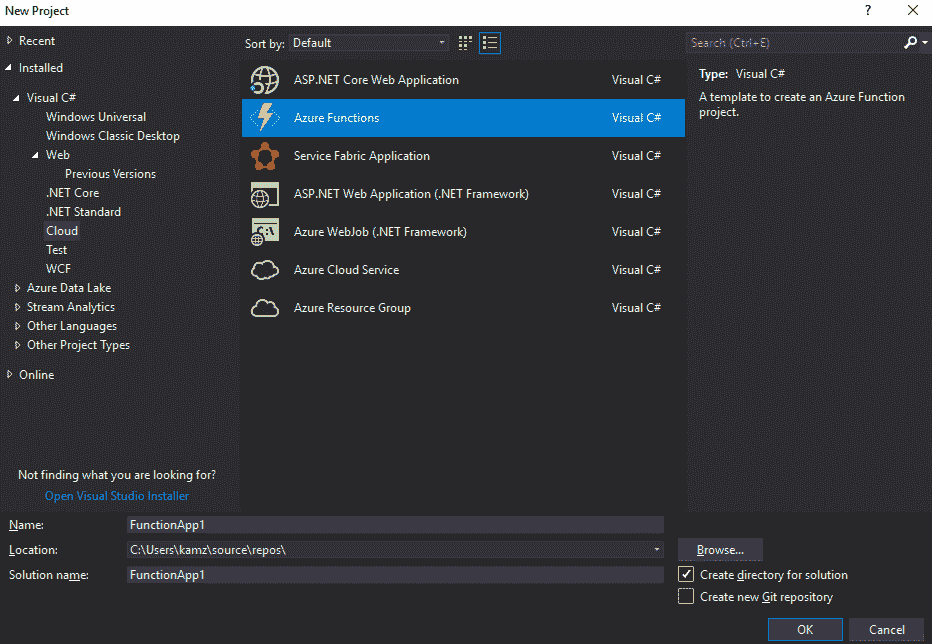 New Project
?
Recent
Installed
Visual C#
Windows Universal
Windows Classic Desktop
Web
Previous Versions
.NET Core
.NET Standard
Cloud
Test
WCF
Azure Data Lake
Stream Analytics
Other Languages
Other Project Types
Online
Not finding what you are looking for?
Open Visual Studio Installer
Sort by: Default
ASP.NET Core Web Application Visual C#
Azure Functions Visual C#
Service Fabric Application Visual C#
ASP.NET Web Application (.NET Framework) Visual C#
Azure WebJob (.NET Framework) Visual C#
Azure Cloud Service Visual C#
Azure Resource Group Visual C#
Search (Ctrl+E)
Type: Visual C#
A template to create an Azure Function
project.
Name: FunctionApp1
Location: C:\Users\kamz\source\repos\
Browse...
Solution name: FunctionApp1
Create directory for solution
Create new Git repository
OK
Cancel